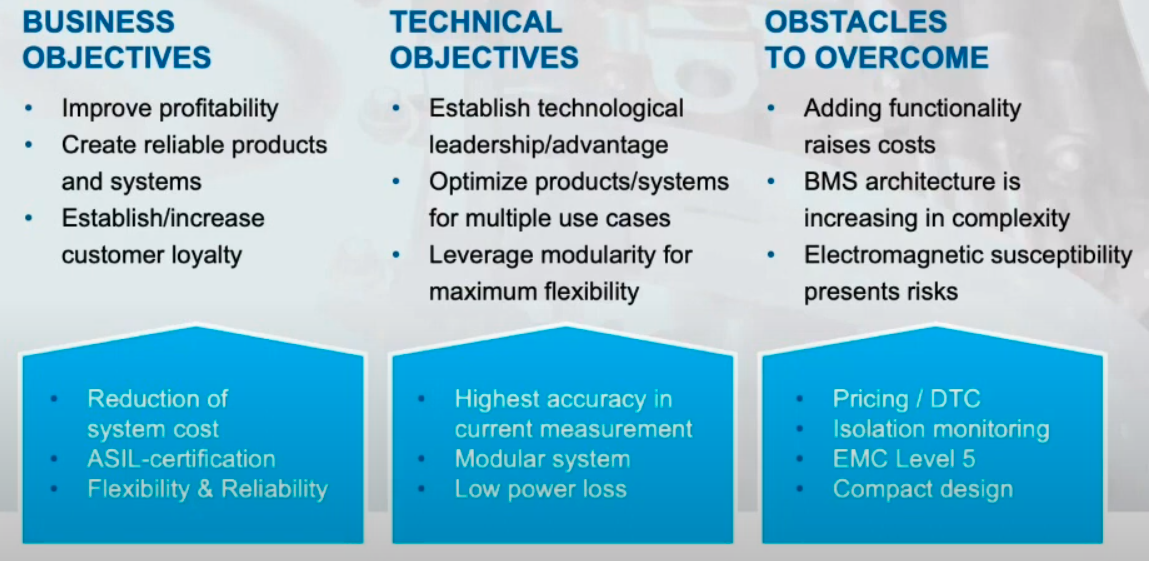 BUSINESS
OBJECTIVES
• Improve profitability
• Create reliable products
and systems
• Establish/increase
customer loyalty
TECHNICAL
OBJECTIVES
• Establish technological
leadership/advantage
• Optimize products/systems
for multiple use cases
• Leverage modularity for
maximum flexibility
OBSTACLES
TO OVERCOME
• Adding functionality
raises costs
• BMS architecture is
increasing in complexity
• Electromagnetic susceptibility
presents risks
• Reduction of
system cost
• ASIL-certification
• Flexibility & Reliability
• Highest accuracy in
current measurement
• Modular system
• Low power loss
• Pricing / DTC
• Isolation monitoring
• EMC Level 5
• Compact design